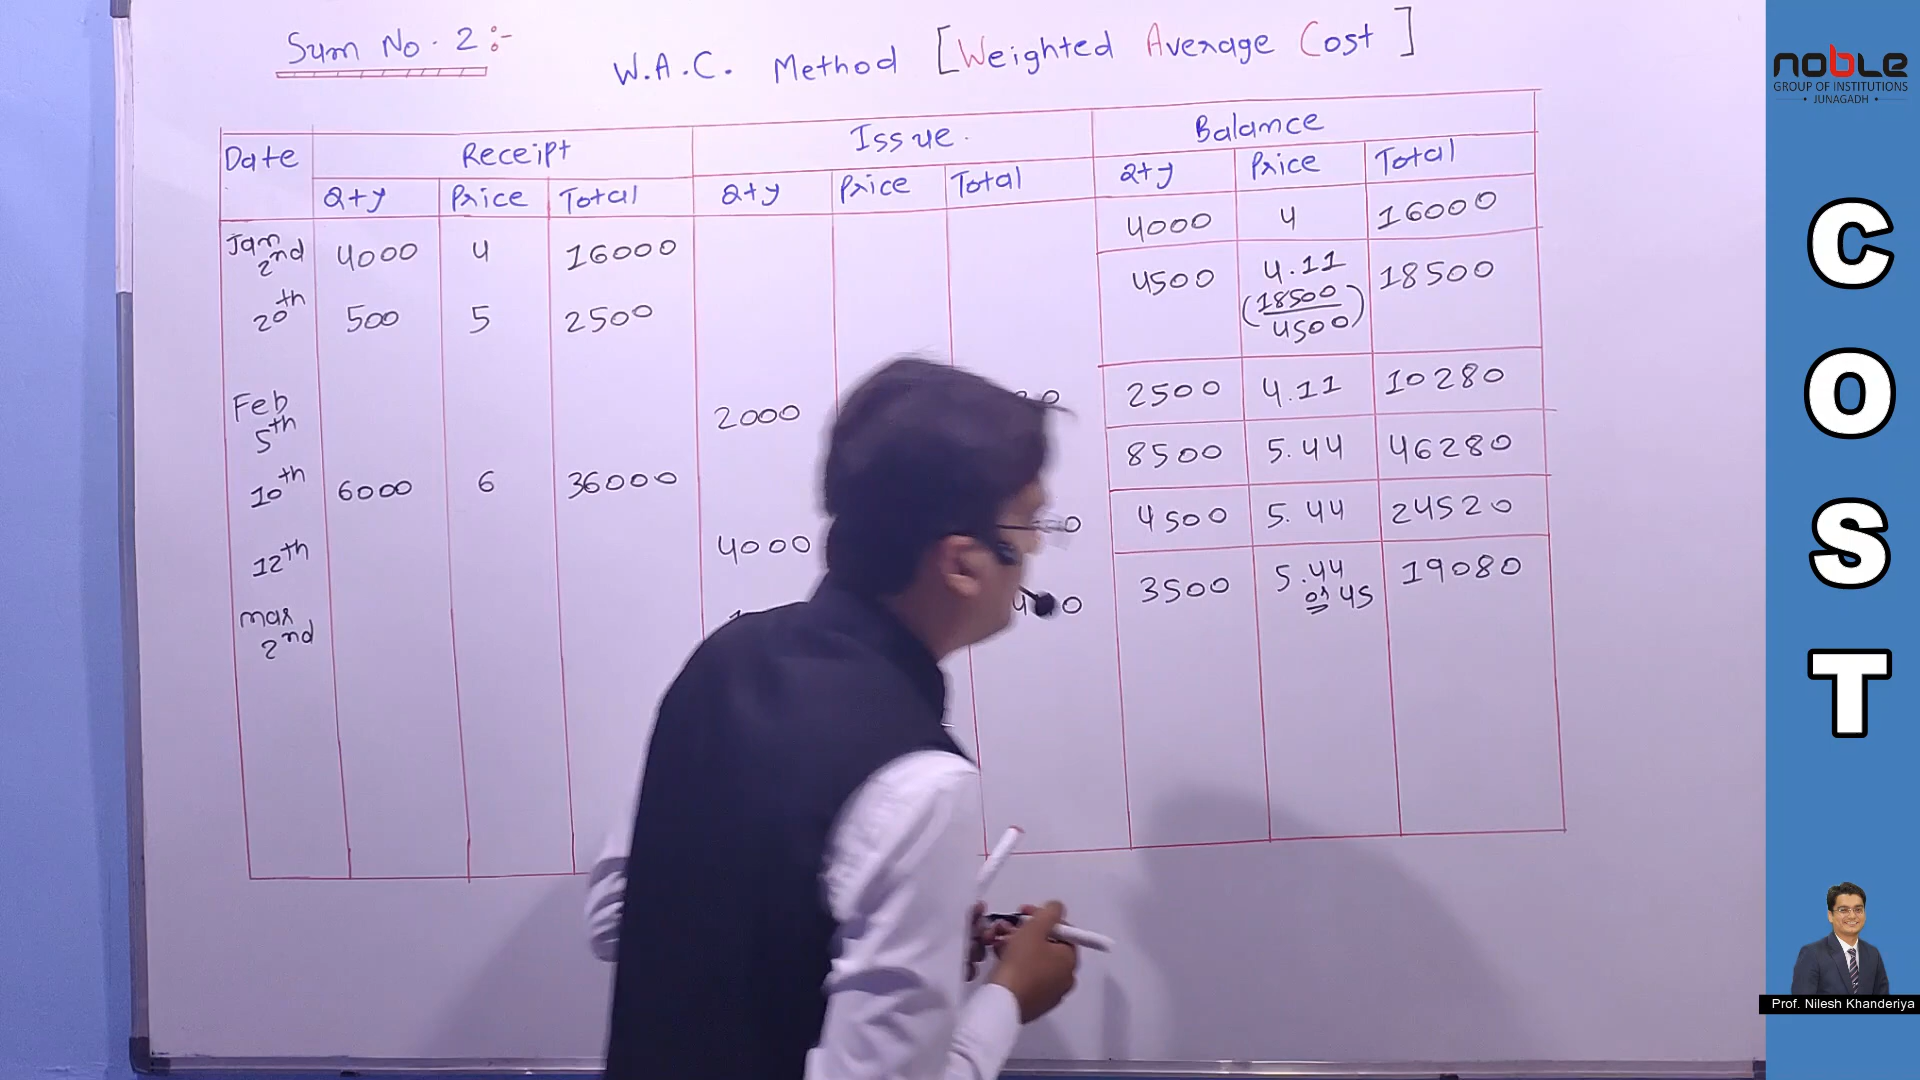 Sum No. 2 :-
W.A.C. Method [Weighted Average Cost]
Date Receipt Issue. Balance
Qty Price Total Qty Price Total Qty Price Total
Jan 2nd 4000 4 16000 4000 4 16000
20th 500 5 2500 4500 4.11 (18500/4500) 18500
Feb 5th 2000 2500 4.11 10280
10th 6000 6 36000 8500 5.44 46280
12th 4000 4500 5.44 24520
mar 2nd 3500 5.44 or 45 19080
noble
GROUP OF INSTITUTIONS
• JUNAGADH •
COST
Prof. Nilesh Khanderiya